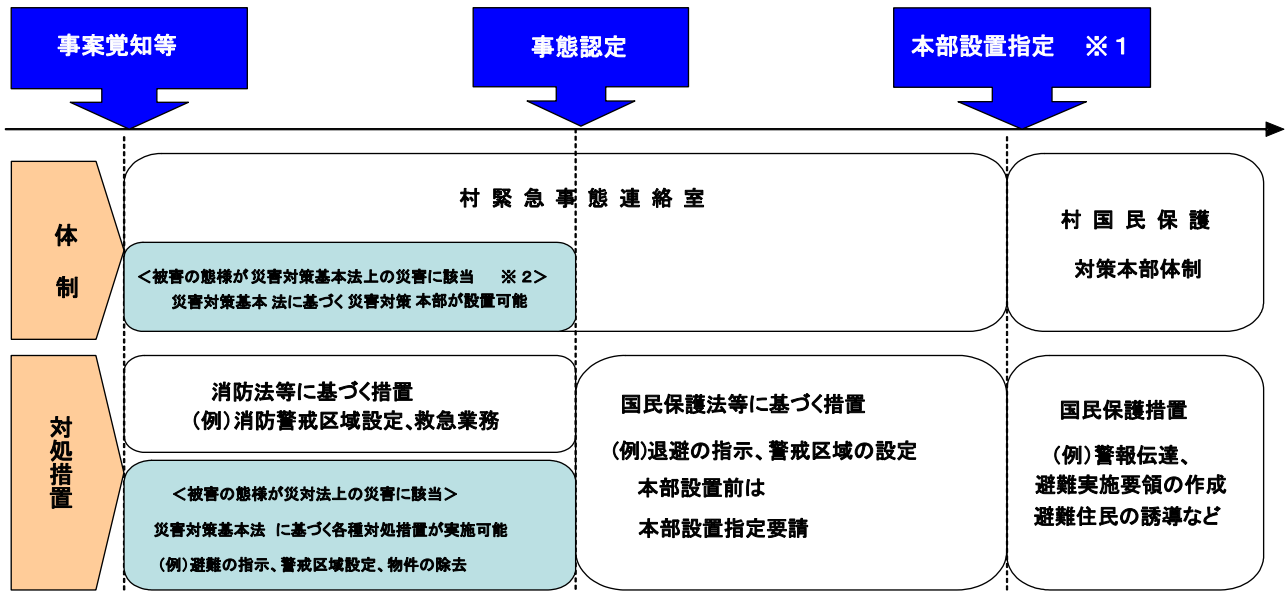 事案覚知等
事態認定
本部設置指定 ※1
体制
村緊急事態連絡室
<被害の態様が災害対策基本法上の災害に該当 ※2>
災害対策基本法に基づく災害対策本部が設置可能
村国民保護
対策本部体制
対処措置
消防法等に基づく措置
(例)消防警戒区域設定、救急業務
<被害の態様が災対法上の災害に該当>
災害対策基本法 に基づく各種対処措置が実施可能
(例)避難の指示、警戒区域設定、物件の除去
国民保護法等に基づく措置
(例)退避の指示、警戒区域の設定
本部設置前は
本部設置指定要請
国民保護措置
(例)警報伝達、
避難実施要領の作成
避難住民の誘導など